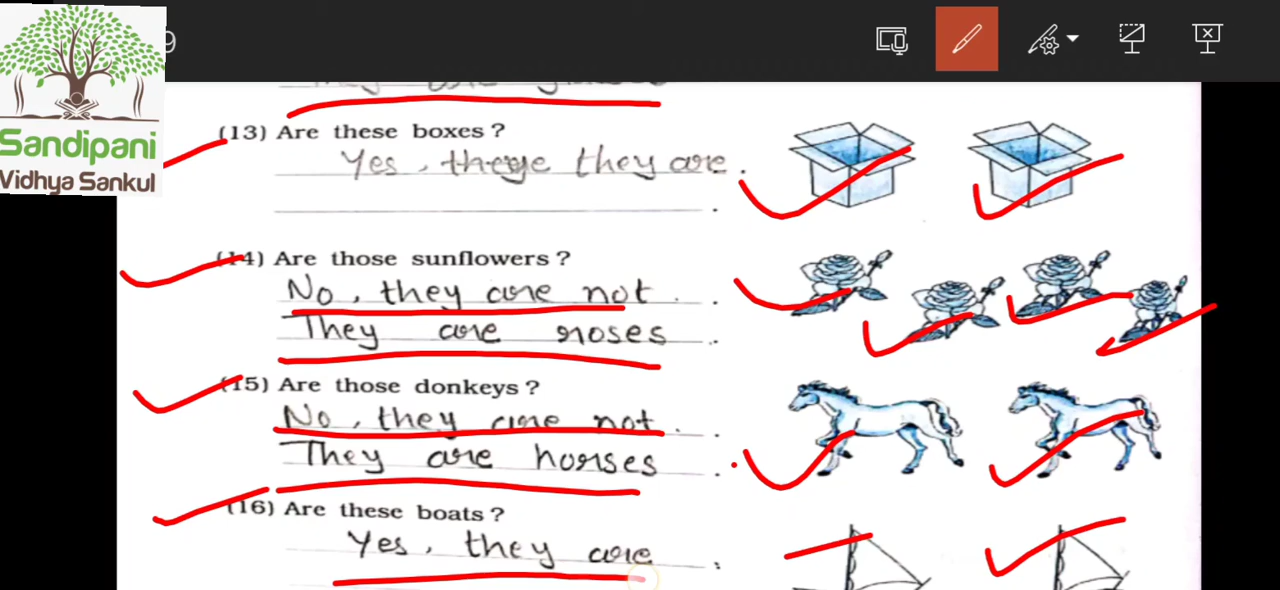 9
Sandipani
Vidhya Sankul
(13) Are these boxes ?
Yes, they are .
(14) Are those sunflowers ?
No, they are not .
They are roses .
(15) Are those donkeys ?
No, they are not .
They are horses .
(16) Are these boats ?
Yes, they are .